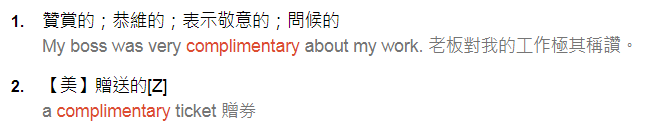 1. 贊賞的；恭維的；表示敬意的；問候的
My boss was very complimentary about my work. 老板對我的工作極其稱讚。
2. 【美】贈送的[Z]
a complimentary ticket 贈券